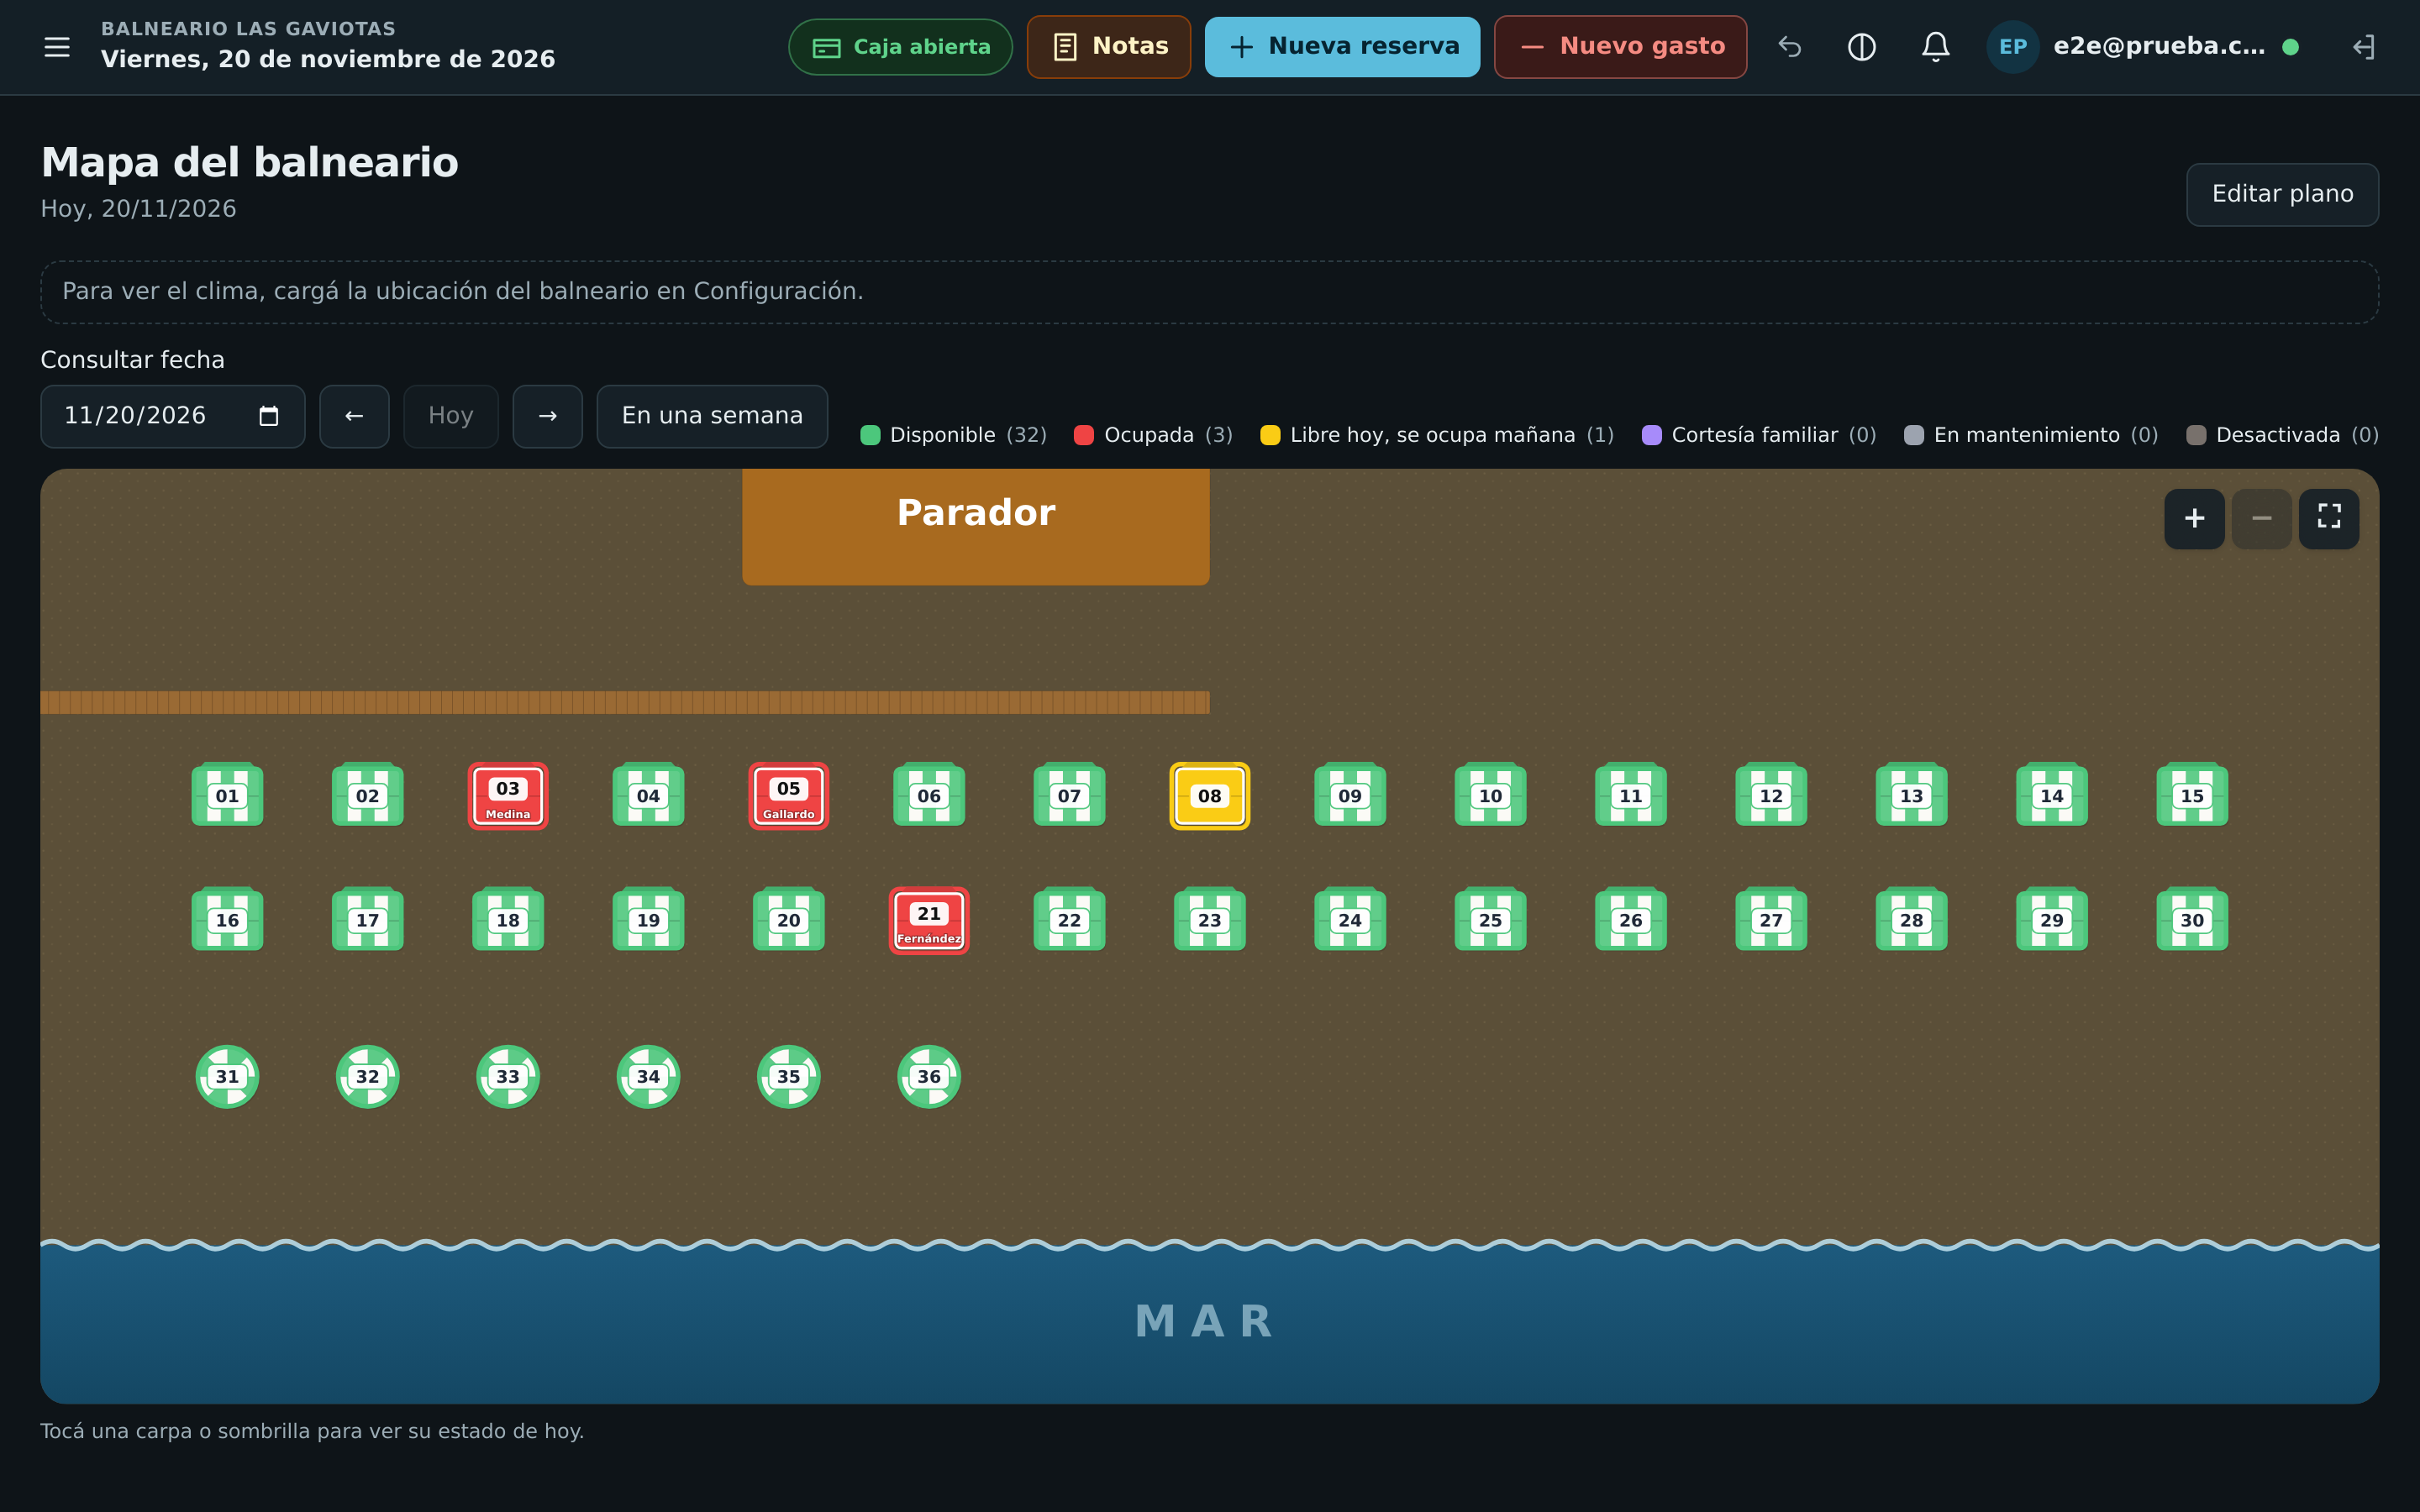 BALNEARIO LAS GAVIOTAS
Viernes, 20 de noviembre de 2026
Caja abierta
Notas
Nueva reserva
Nuevo gasto
EP
e2e@prueba.c…
Mapa del balneario
Hoy, 20/11/2026
Editar plano
Para ver el clima, cargá la ubicación del balneario en Configuración.
Consultar fecha
11/20/2026
←
Hoy
→
En una semana
Disponible (32)
Ocupada (3)
Libre hoy, se ocupa mañana (1)
Cortesía familiar (0)
En mantenimiento (0)
Desactivada (0)
Parador
01 02 03 04 05 06 07 08 09 10 11 12 13 14 15
Medina Gallardo
16 17 18 19 20 21 22 23 24 25 26 27 28 29 30
Fernández
31 32 33 34 35 36
MAR
Tocá una carpa o sombrilla para ver su estado de hoy.